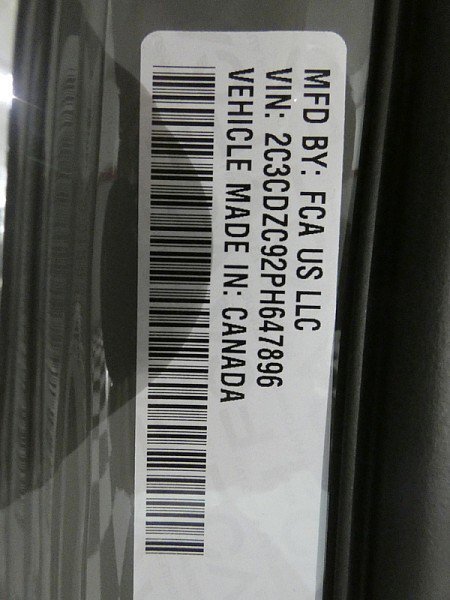 MFD BY: FCA US LLC
VIN: 2C3CDZC92PH647896
VEHICLE MADE IN: CANADA